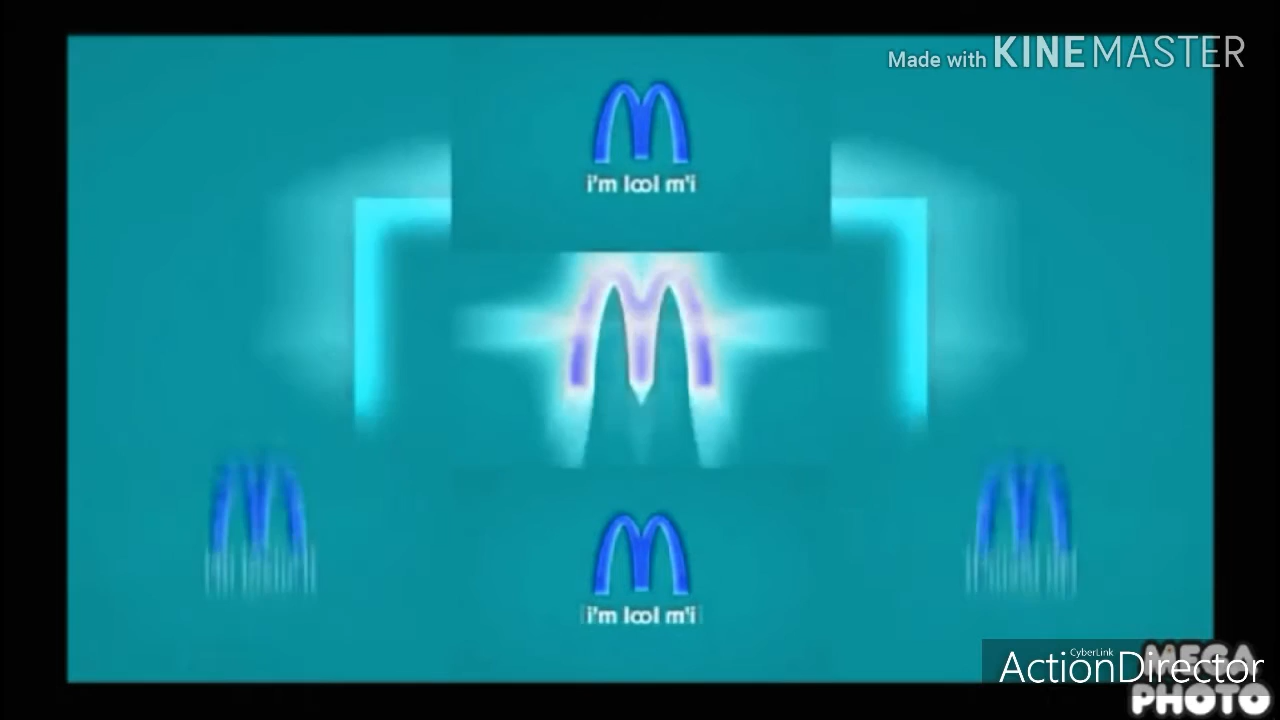 Made with KINEMASTER
i'm lool m'i
i'm lool m'i
CyberLink
ActionDirector
MEGA
PHOTO